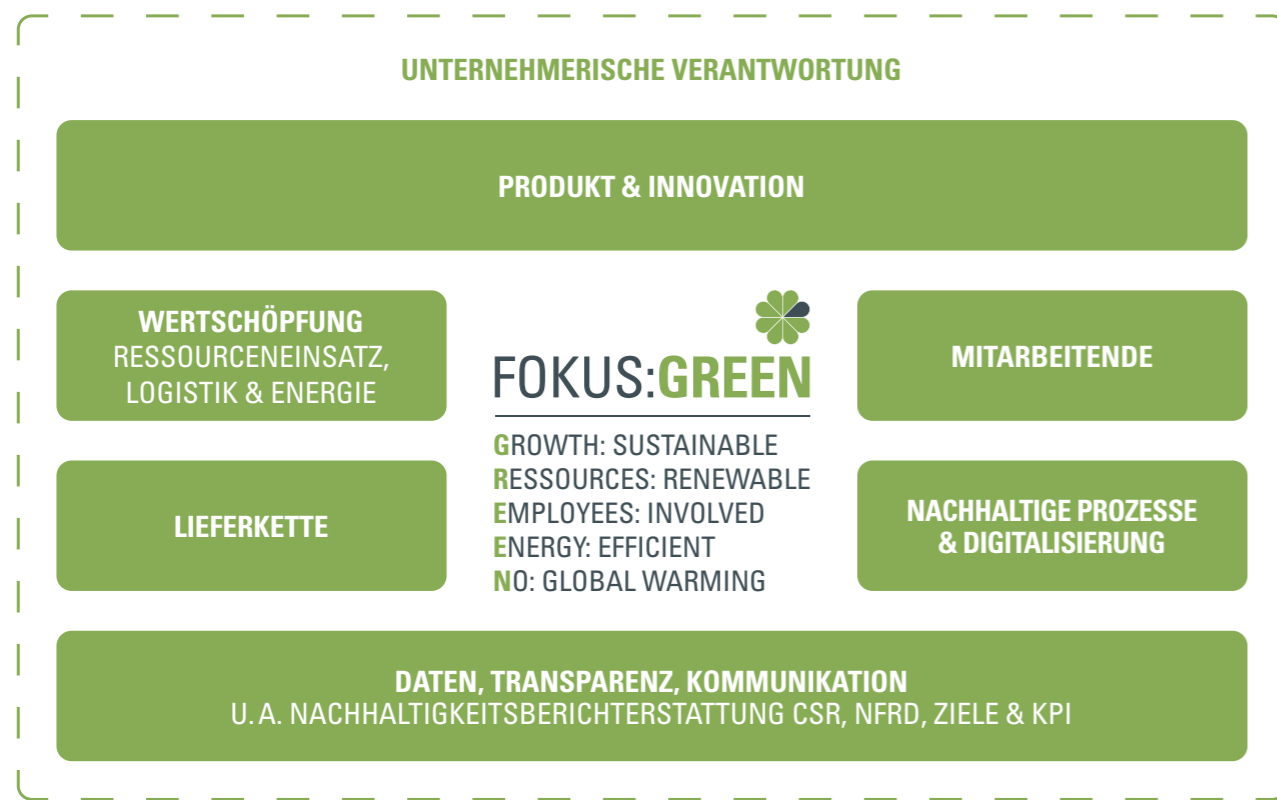 UNTERNEHMERISCHE VERANTWORTUNG
PRODUKT & INNOVATION
WERTSCHÖPFUNG
RESSOURCENEINSATZ,
LOGISTIK & ENERGIE
LIEFERKETTE
FOKUS:GREEN
GROWTH: SUSTAINABLE
RESSOURCES: RENEWABLE
EMPLOYEES: INVOLVED
ENERGY: EFFICIENT
NO: GLOBAL WARMING
MITARBEITENDE
NACHHALTIGE PROZESSE
& DIGITALISIERUNG
DATEN, TRANSPARENZ, KOMMUNIKATION
U. A. NACHHALTIGKEITSBERICHTERSTATTUNG CSR, NFRD, ZIELE & KPI